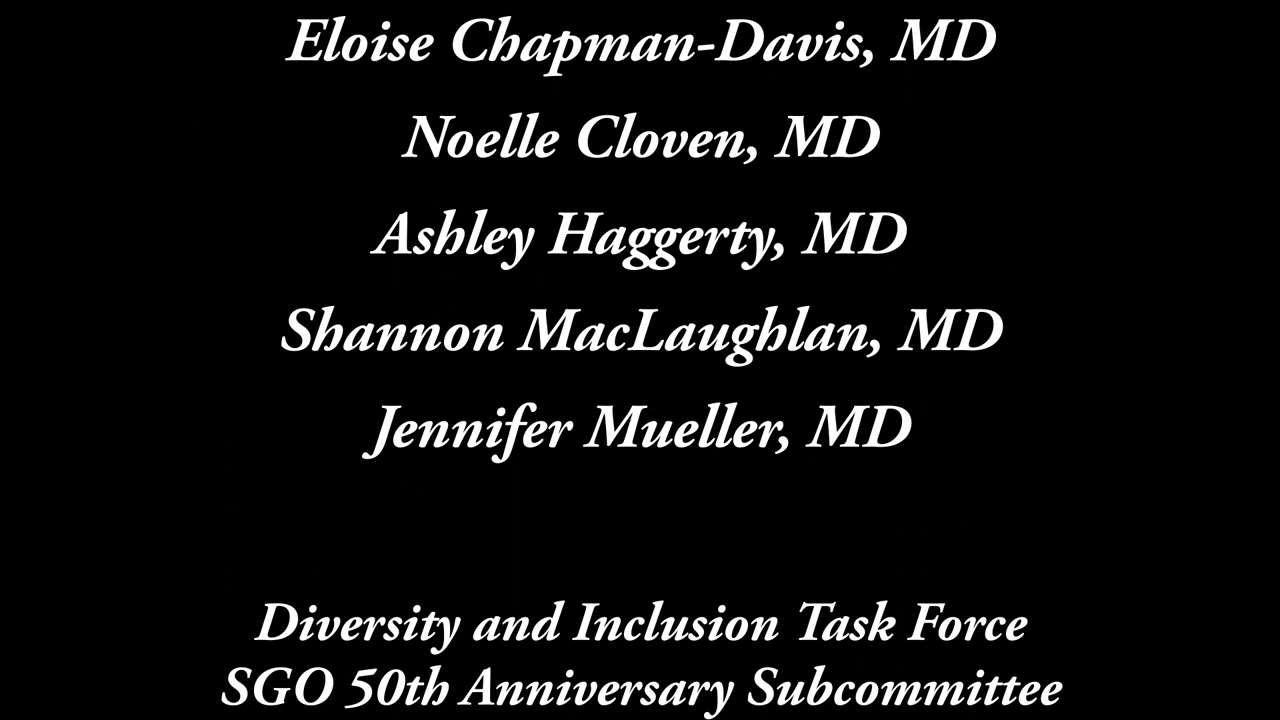 Eloise Chapman-Davis, MD
Noelle Cloven, MD
Ashley Haggerty, MD
Shannon MacLaughlan, MD
Jennifer Mueller, MD
Diversity and Inclusion Task Force
SGO 50th Anniversary Subcommittee